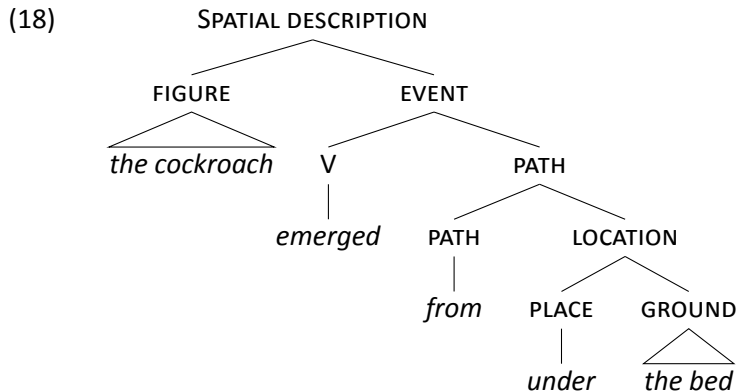 (18) SPATIAL DESCRIPTION
FIGURE EVENT
the cockroach V PATH
emerged PATH LOCATION
from PLACE GROUND
under the bed